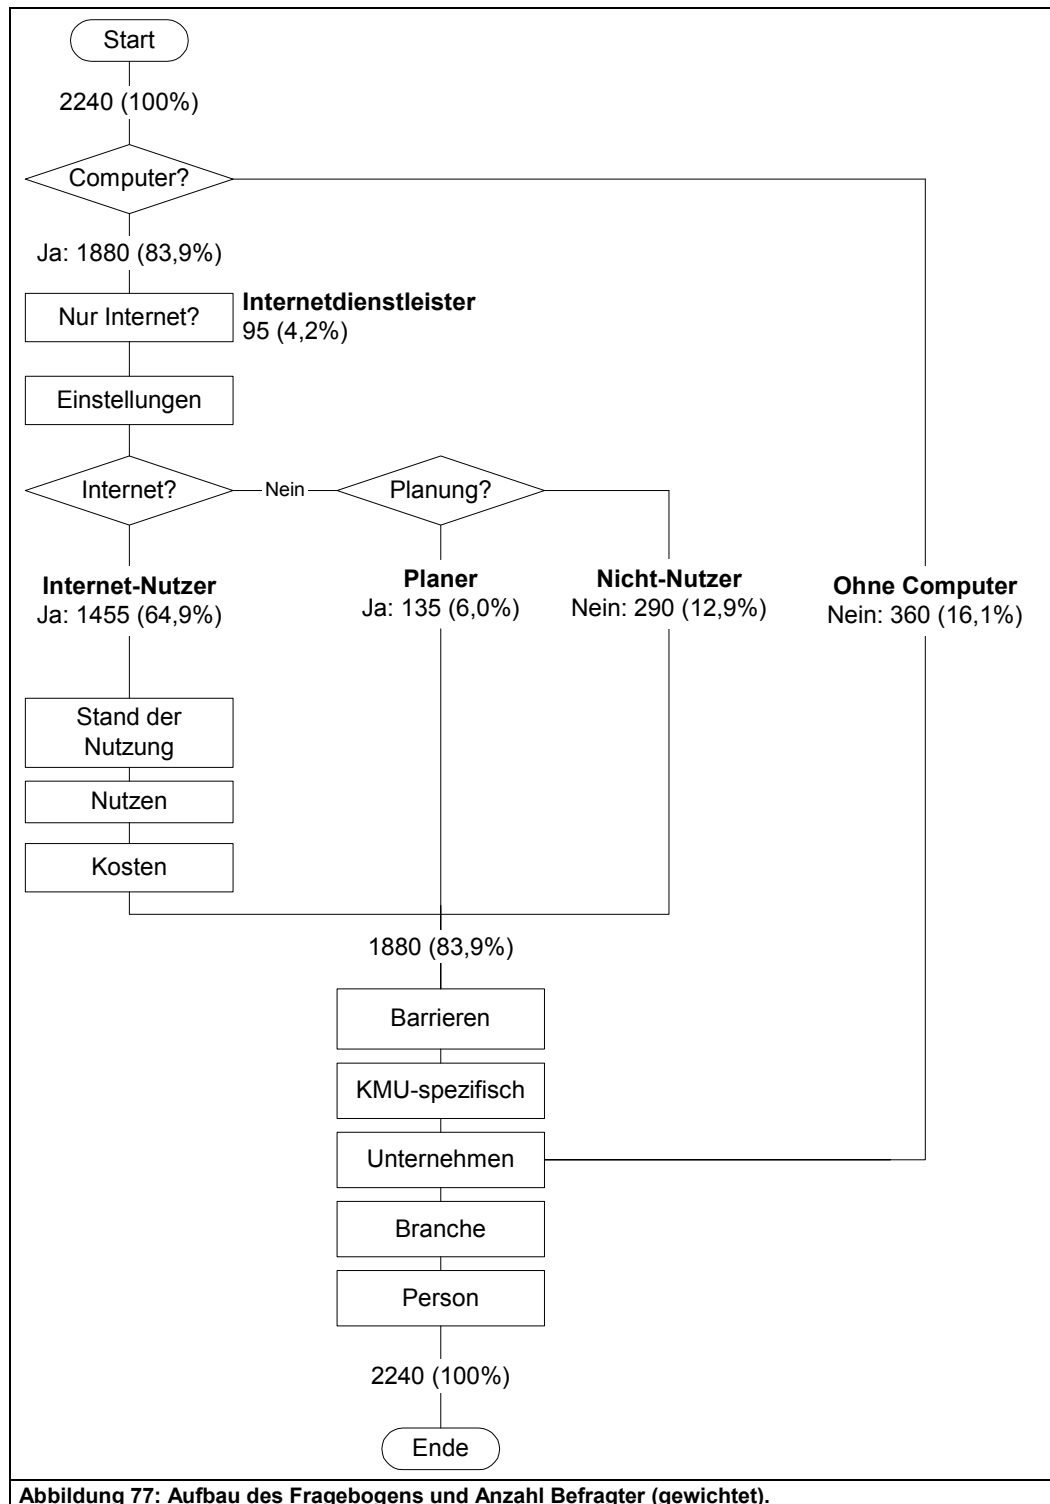 Start
2240 (100%)
Computer?
Ja: 1880 (83,9%)
Nur Internet?
Internetdienstleister
95 (4,2%)
Einstellungen
Internet?
Nein
Planung?
Internet-Nutzer
Ja: 1455 (64,9%)
Planer
Ja: 135 (6,0%)
Nicht-Nutzer
Nein: 290 (12,9%)
Ohne Computer
Nein: 360 (16,1%)
Stand der
Nutzung
Nutzen
Kosten
1880 (83,9%)
Barrieren
KMU-spezifisch
Unternehmen
Branche
Person
2240 (100%)
Ende
Abbildung 77: Aufbau des Fragebogens und Anzahl Befragter (gewichtet).